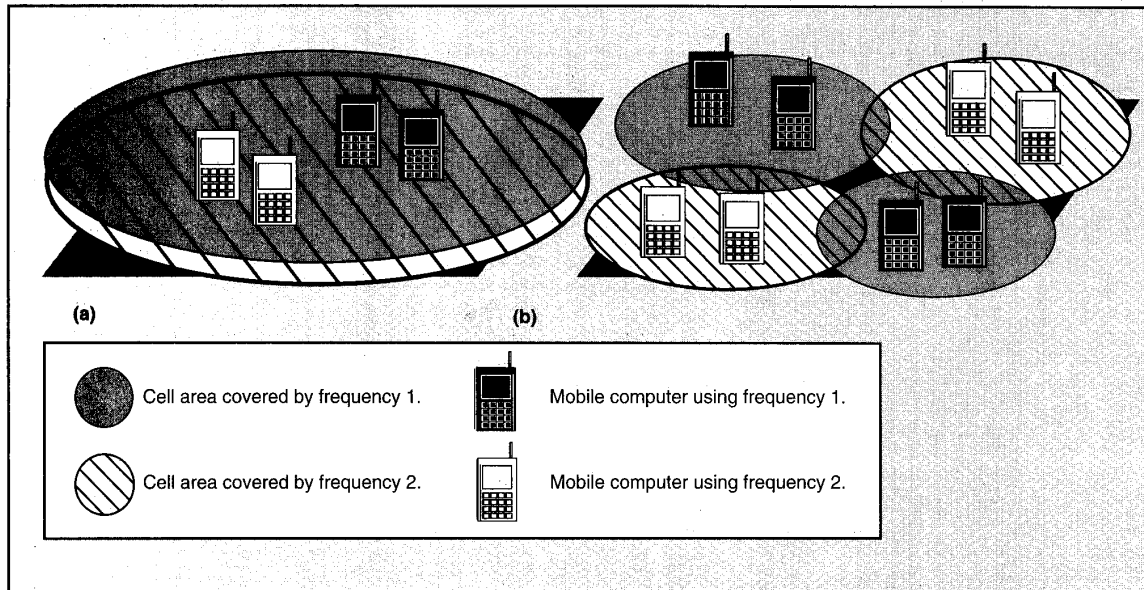 (a)
(b)
Cell area covered by frequency 1.
Mobile computer using frequency 1.
Cell area covered by frequency 2.
Mobile computer using frequency 2.